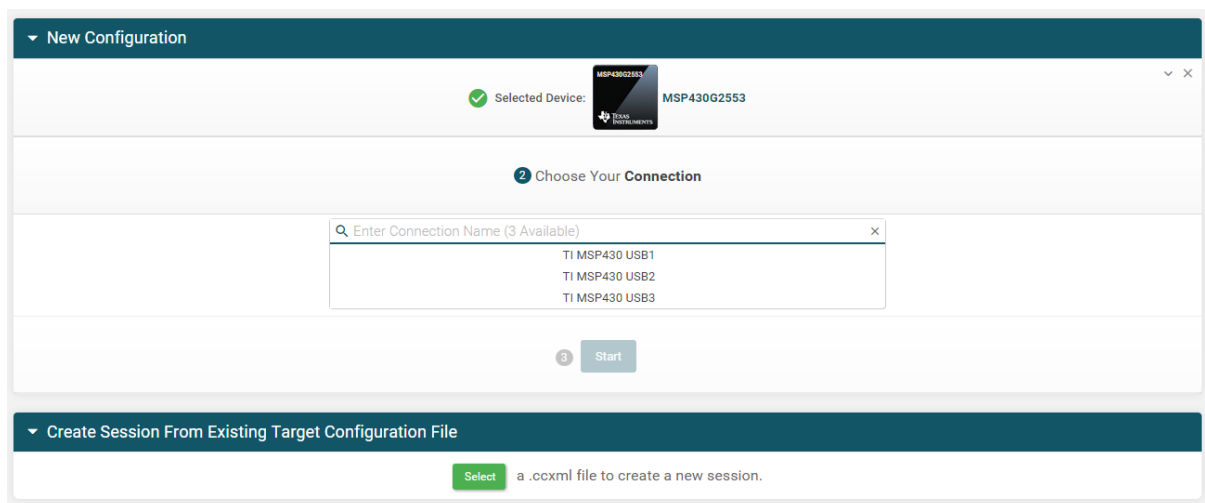 New Configuration
MSP430G2553
Selected Device:
TEXAS
INSTRUMENTS
MSP430G2553
2 Choose Your Connection
Enter Connection Name (3 Available)
TI MSP430 USB1
TI MSP430 USB2
TI MSP430 USB3
3 Start
Create Session From Existing Target Configuration File
Select a .ccxml file to create a new session.